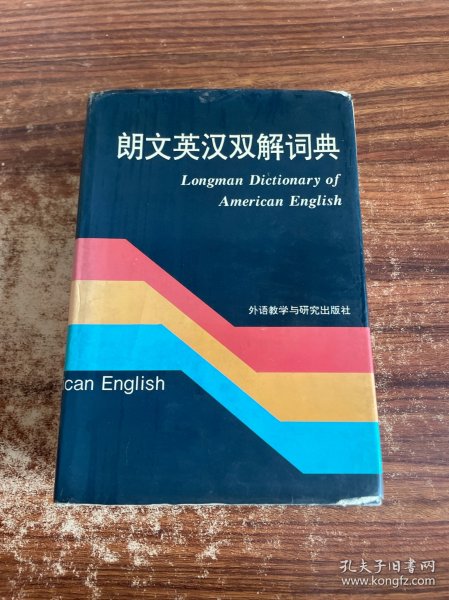 朗文英汉双解词典
Longman Dictionary of
American English
外语教学与研究出版社
can English
孔夫子旧书网
www.kongfz.com